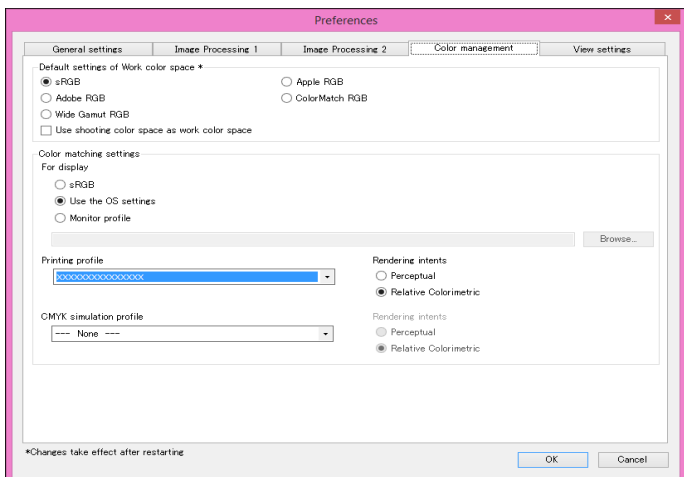 Preferences
General settings
Image Processing 1
Image Processing 2
Color management
View settings
Default settings of Work color space *
sRGB
Apple RGB
Adobe RGB
ColorMatch RGB
Wide Gamut RGB
Use shooting color space as work color space
Color matching settings
For display
sRGB
Use the OS settings
Monitor profile
Browse...
Printing profile
Rendering intents
XXXXXXXXXXXXXXX
Perceptual
Relative Colorimetric
CMYK simulation profile
Rendering intents
--- None ---
Perceptual
Relative Colorimetric
*Changes take effect after restarting
OK
Cancel